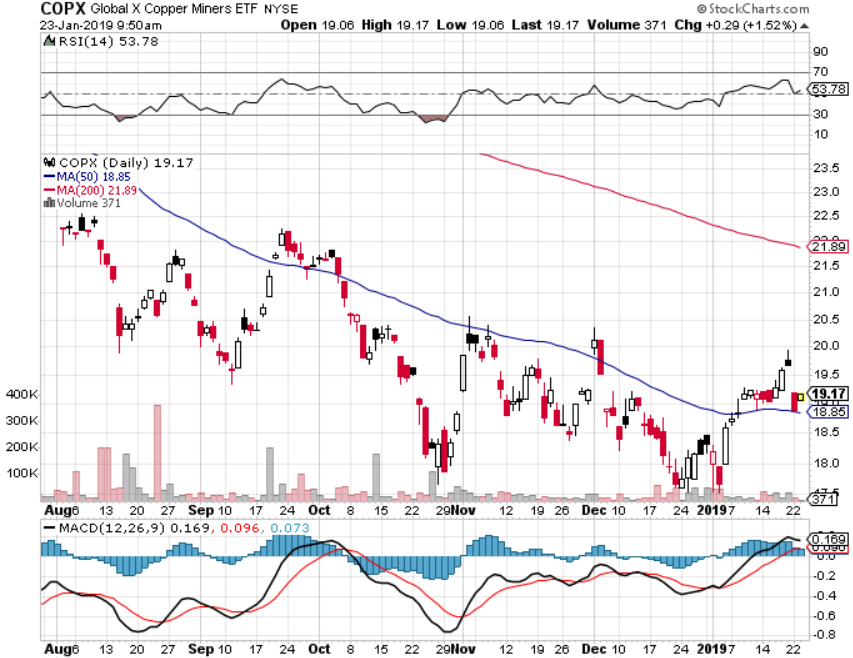 COPX Global X Copper Miners ETF NYSE © StockCharts.com
23-Jan-2019 9:50am Open 19.06 High 19.17 Low 19.06 Last 19.17 Volume 371 Chg +0.29 (+1.52%)
RSI(14) 53.78
90
70
53.78
30
10
COPX (Daily) 19.17
MA(50) 18.85
MA(200) 21.89
Volume 371
23.5
23.0
22.5
21.89
21.5
21.0
20.5
20.0
19.5
19.17
18.85
18.5
18.0
371
400K
300K
200K
100K
Aug 6 13 20 27 Sep 10 17 24 Oct 8 15 22 Nov 12 19 26 Dec 10 17 24 2019 7 14 22
MACD(12,26,9) 0.169, 0.096, 0.073
0.169
0.096
0.0
-0.2
-0.4
-0.6
-0.8
Aug 6 13 20 27 Sep 10 17 24 Oct 8 15 22 Nov 12 19 26 Dec 10 17 24 2019 7 14 22